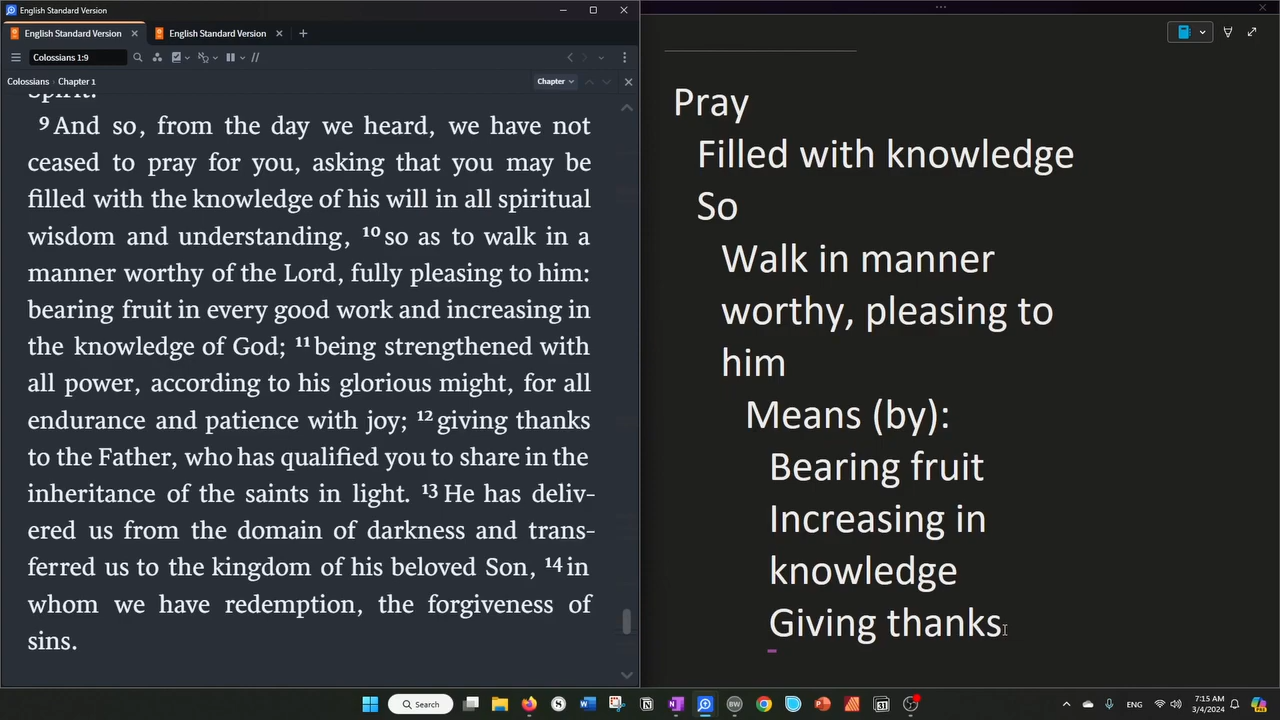 English Standard Version
English Standard Version
English Standard Version
Colossians 1:9
Colossians
Chapter 1
Chapter
Spirit.
9 And so, from the day we heard, we have not
ceased to pray for you, asking that you may be
filled with the knowledge of his will in all spiritual
wisdom and understanding, 10 so as to walk in a
manner worthy of the Lord, fully pleasing to him:
bearing fruit in every good work and increasing in
the knowledge of God; 11 being strengthened with
all power, according to his glorious might, for all
endurance and patience with joy; 12 giving thanks
to the Father, who has qualified you to share in the
inheritance of the saints in light. 13 He has deliv-
ered us from the domain of darkness and trans-
ferred us to the kingdom of his beloved Son, 14 in
whom we have redemption, the forgiveness of
sins.
Pray
Filled with knowledge
So
Walk in manner
worthy, pleasing to
him
Means (by):
Bearing fruit
Increasing in
knowledge
Giving thanks
Search
ENG
7:15 AM
3/4/2024